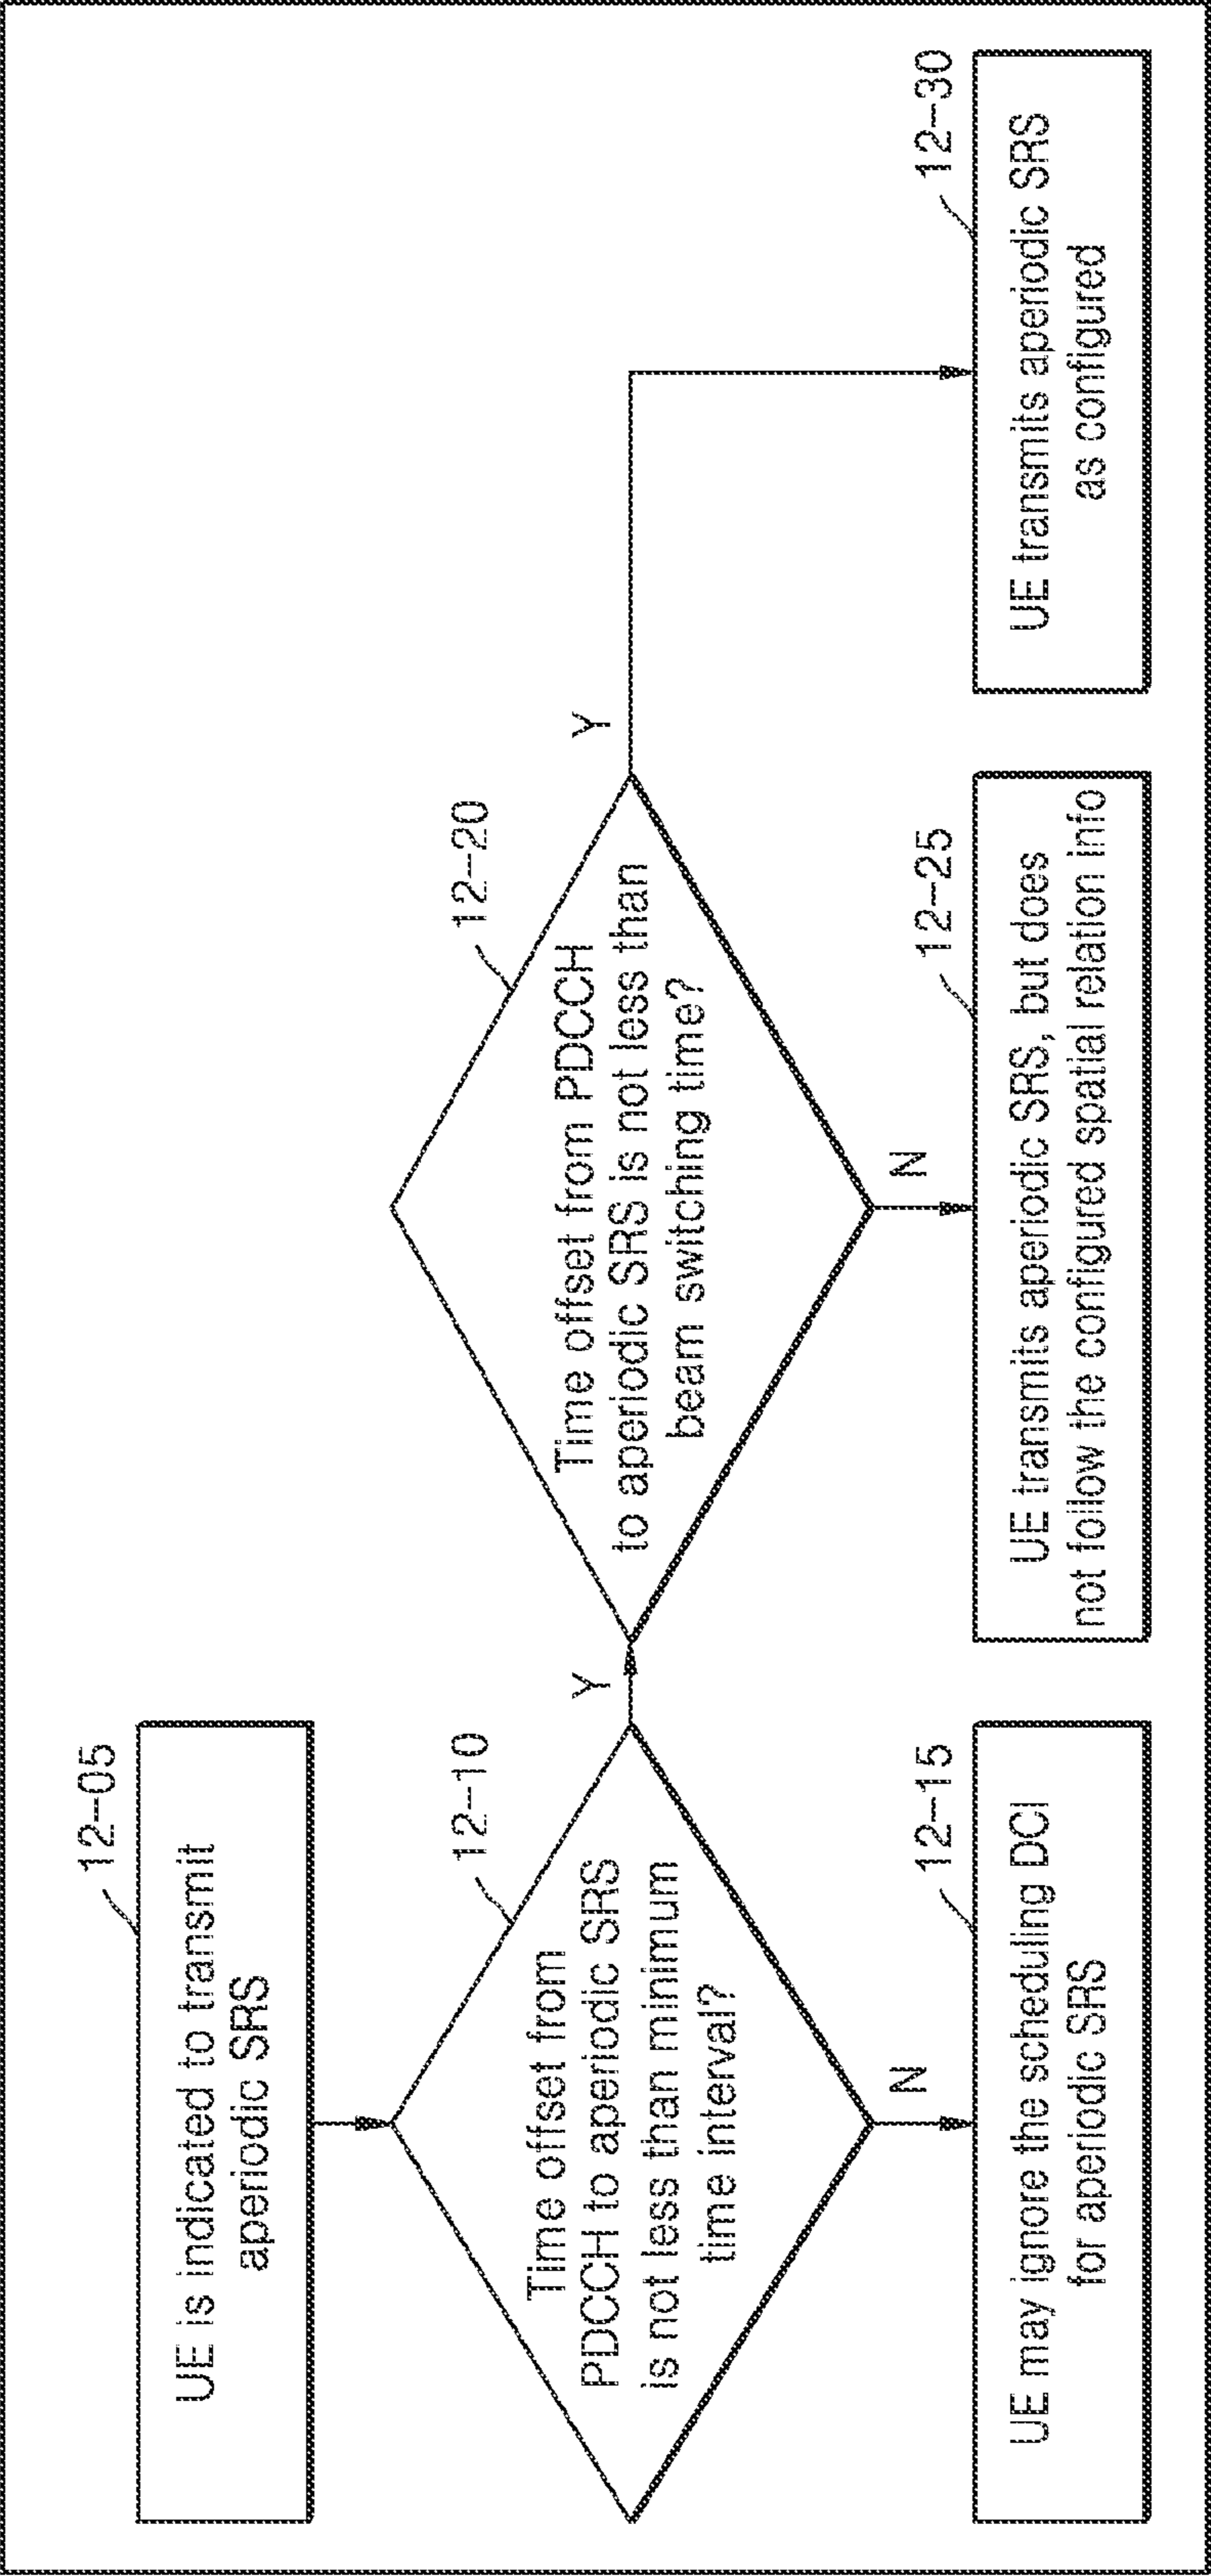 12-05
UE is indicated to transmit
aperiodic SRS
12-10
Time offset from
PDCCH to aperiodic SRS
is not less than minimum
time interval?
Y
N
12-15
UE may ignore the scheduling DCI
for aperiodic SRS
12-20
Time offset from PDCCH
to aperiodic SRS is not less than
beam switching time?
Y
N
12-25
UE transmits aperiodic SRS, but does
not follow the configured spatial relation info
12-30
UE transmits aperiodic SRS
as configured